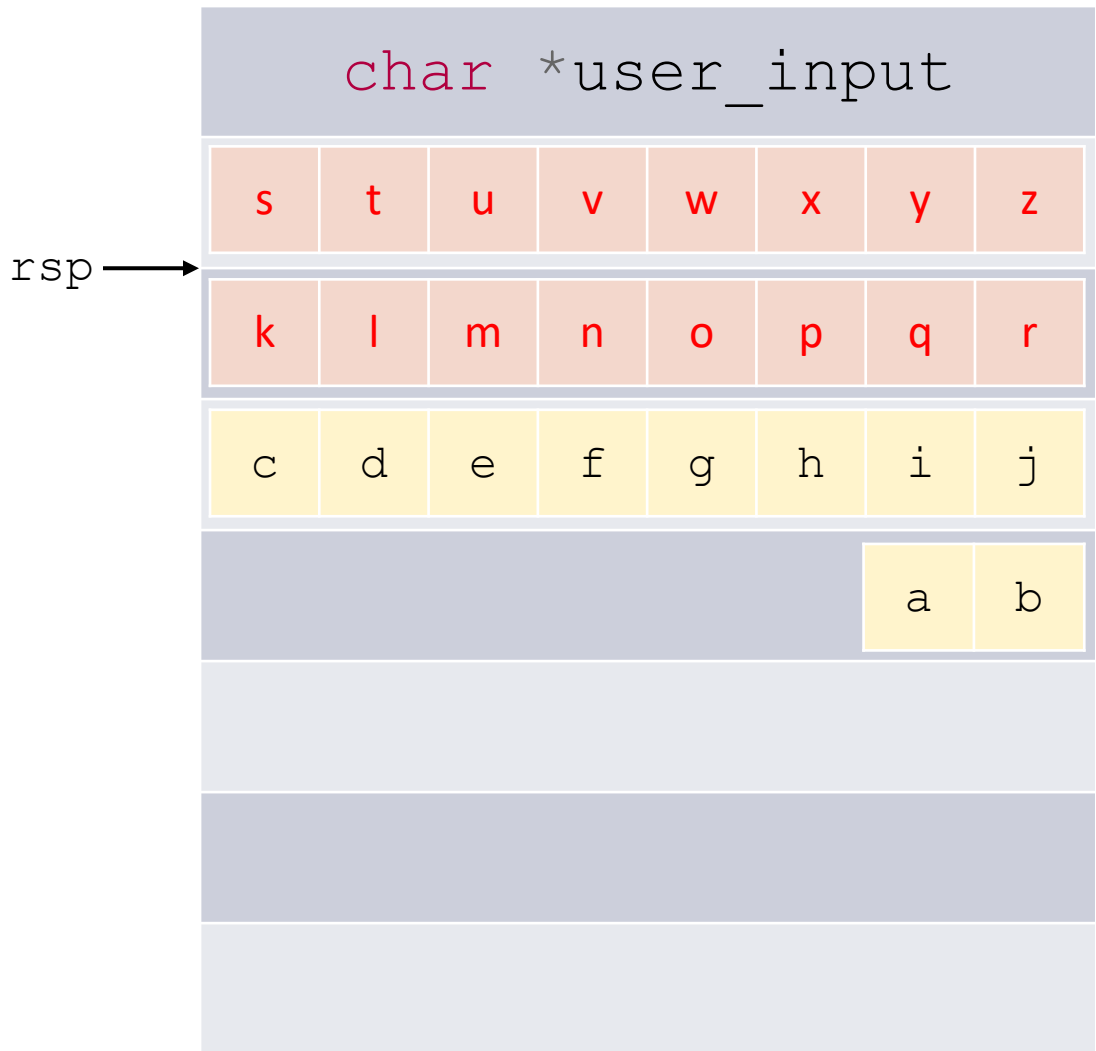 char *user_input
s t u v w x y z
rsp
k l m n o p q r
c d e f g h i j
a b